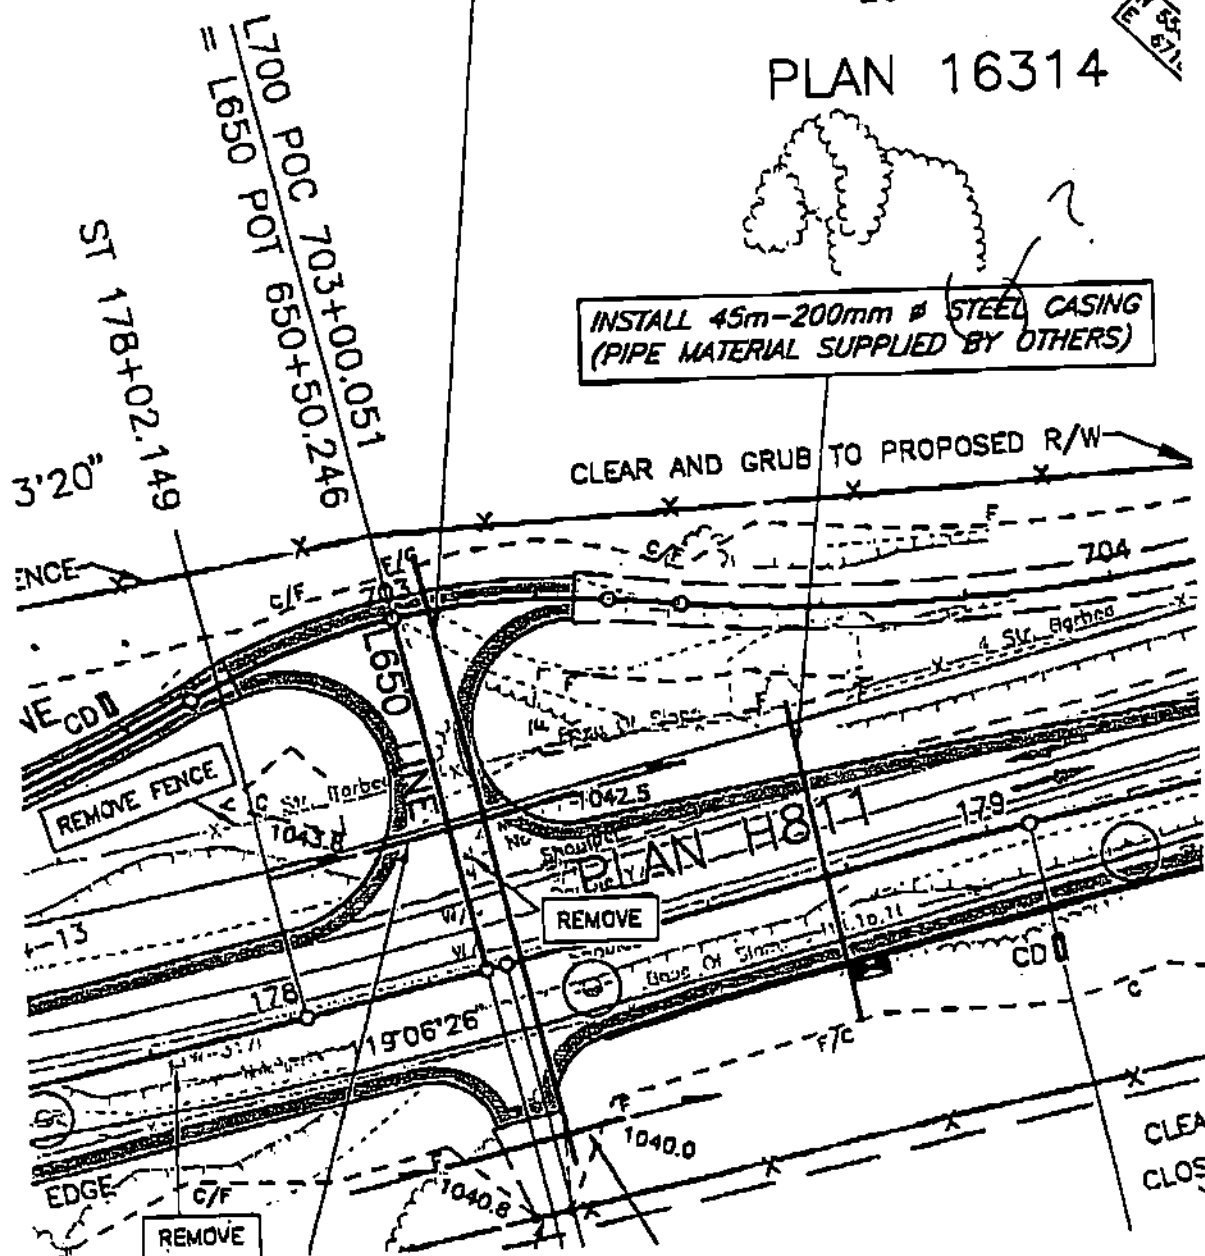 PLAN 16314
L700 POC 703+00.051
= L650 POT 650+50.246
ST 178+02.149
3'20"
INSTALL 45m-200mm ø STEEL CASING
(PIPE MATERIAL SUPPLIED BY OTHERS)
?
CLEAR AND GRUB TO PROPOSED R/W
ENCE
C/F
E/C
703
C/F
F
704
4 Str. Barbed
L650 LINE
CD
REMOVE FENCE
1043.8
1042.5
PLAN H811
179
REMOVE
4-13
178
19°06'26"
CD
C
F/C
F
1040.0
1040.8
EDGE
C/F
REMOVE
CLEA
CLOS